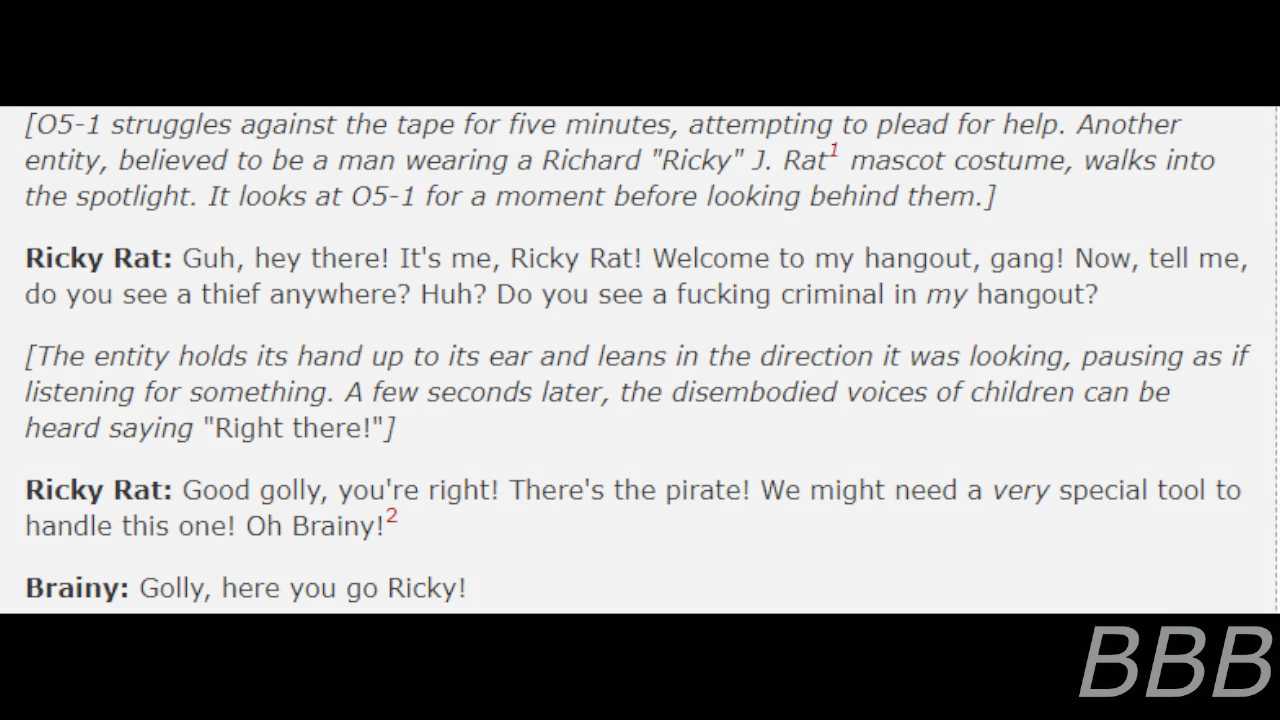 [O5-1 struggles against the tape for five minutes, attempting to plead for help. Another
entity, believed to be a man wearing a Richard "Ricky" J. Rat1 mascot costume, walks into
the spotlight. It looks at O5-1 for a moment before looking behind them.]
Ricky Rat: Guh, hey there! It's me, Ricky Rat! Welcome to my hangout, gang! Now, tell me,
do you see a thief anywhere? Huh? Do you see a fucking criminal in my hangout?
[The entity holds its hand up to its ear and leans in the direction it was looking, pausing as if
listening for something. A few seconds later, the disembodied voices of children can be
heard saying "Right there!"]
Ricky Rat: Good golly, you're right! There's the pirate! We might need a very special tool to
handle this one! Oh Brainy!2
Brainy: Golly, here you go Ricky!
BBB